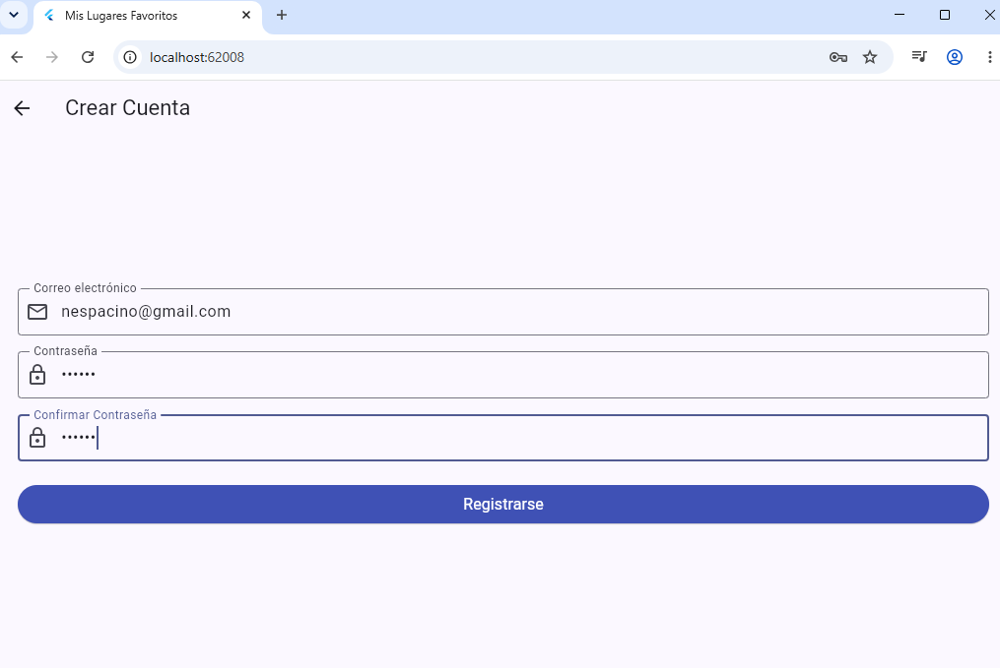 Mis Lugares Favoritos
localhost:62008
Crear Cuenta
Correo electrónico
nespacino@gmail.com
Contraseña
••••••
Confirmar Contraseña
••••••
Registrarse